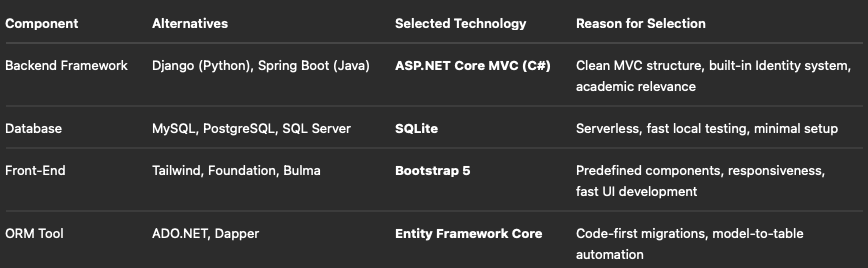 Component Alternatives Selected Technology Reason for Selection
Backend Framework Django (Python), Spring Boot (Java) ASP.NET Core MVC (C#) Clean MVC structure, built-in Identity system,
academic relevance
Database MySQL, PostgreSQL, SQL Server SQLite Serverless, fast local testing, minimal setup
Front-End Tailwind, Foundation, Bulma Bootstrap 5 Predefined components, responsiveness,
fast UI development
ORM Tool ADO.NET, Dapper Entity Framework Core Code-first migrations, model-to-table
automation